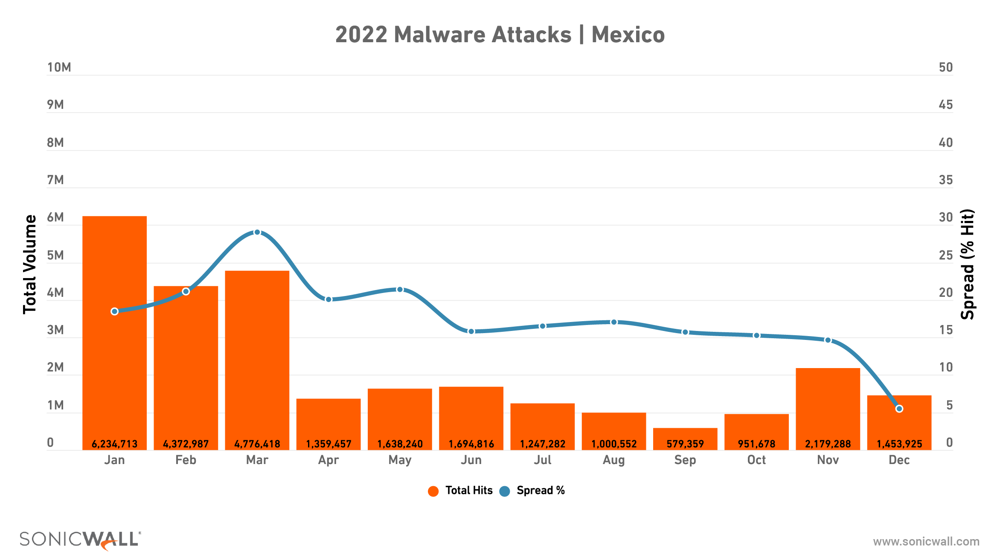 2022 Malware Attacks | Mexico
10M
9M
8M
7M
6M
5M
4M
3M
2M
1M
0
Total Volume
50
45
40
35
30
25
20
15
10
5
0
Spread (% Hit)
6,234,713 4,372,987 4,776,418 1,359,457 1,638,240 1,694,816 1,247,282 1,000,552 579,359 951,678 2,179,288 1,453,925
Jan Feb Mar Apr May Jun Jul Aug Sep Oct Nov Dec
Total Hits Spread %
SONICWALL®
www.sonicwall.com